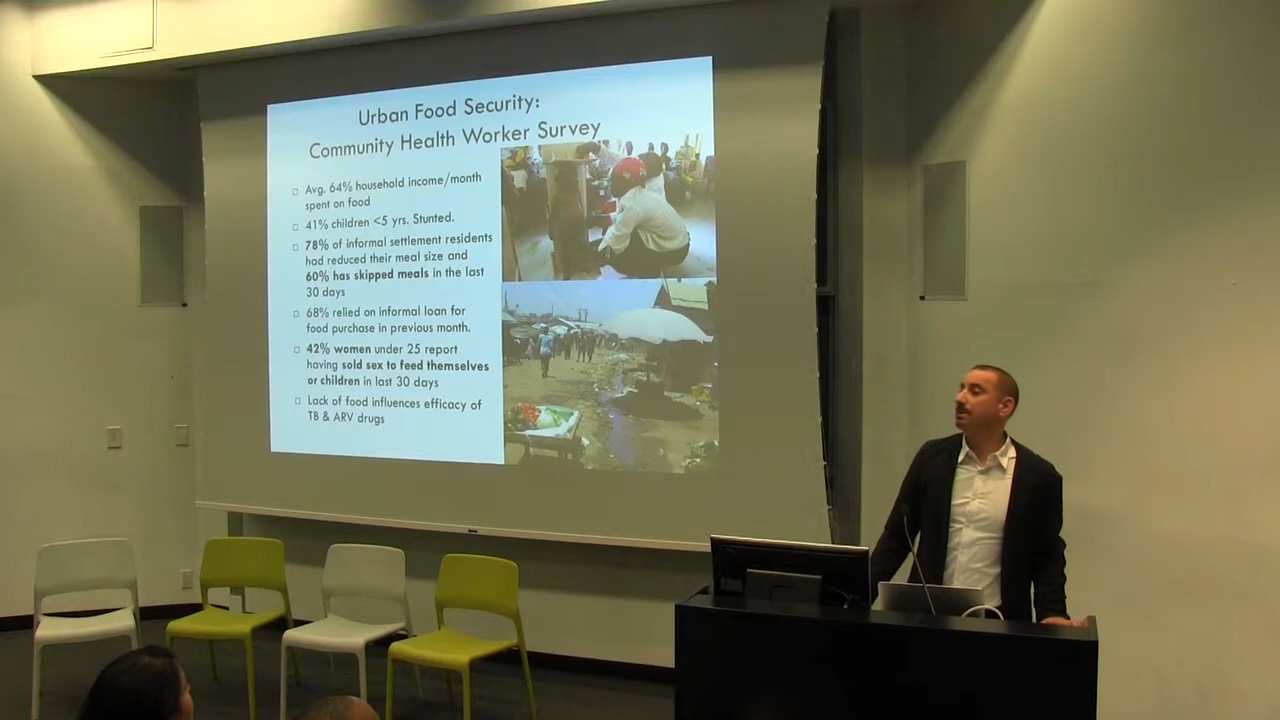 Urban Food Security:
Community Health Worker Survey
Avg. 64% household income/month
spent on food
41% children <5 yrs. Stunted.
78% of informal settlement residents
had reduced their meal size and
60% has skipped meals in the last
30 days
68% relied on informal loan for
food purchase in previous month.
42% women under 25 report
having sold sex to feed themselves
or children in last 30 days
Lack of food influences efficacy of
TB & ARV drugs